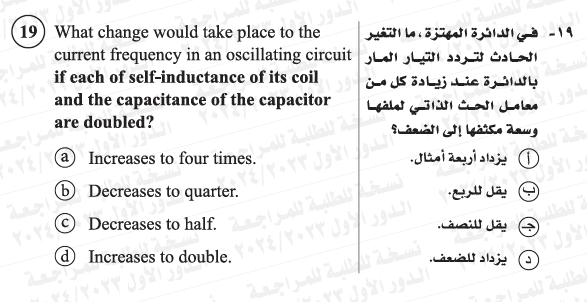 19 What change would take place to the
current frequency in an oscillating circuit
if each of self-inductance of its coil
and the capacitance of the capacitor
are doubled?
a Increases to four times.
b Decreases to quarter.
c Decreases to half.
d Increases to double.
١٩- في الدائرة المهتزة، ما التغير
الحادث لتردد التيار المار
بالدائرة عند زيادة كل من
معامل الحث الذاتي لملفها
وسعة مكثفها إلى الضعف؟
أ يزداد أربعة أمثال.
ب يقل للربع.
جـ يقل للنصف.
د يزداد للضعف.